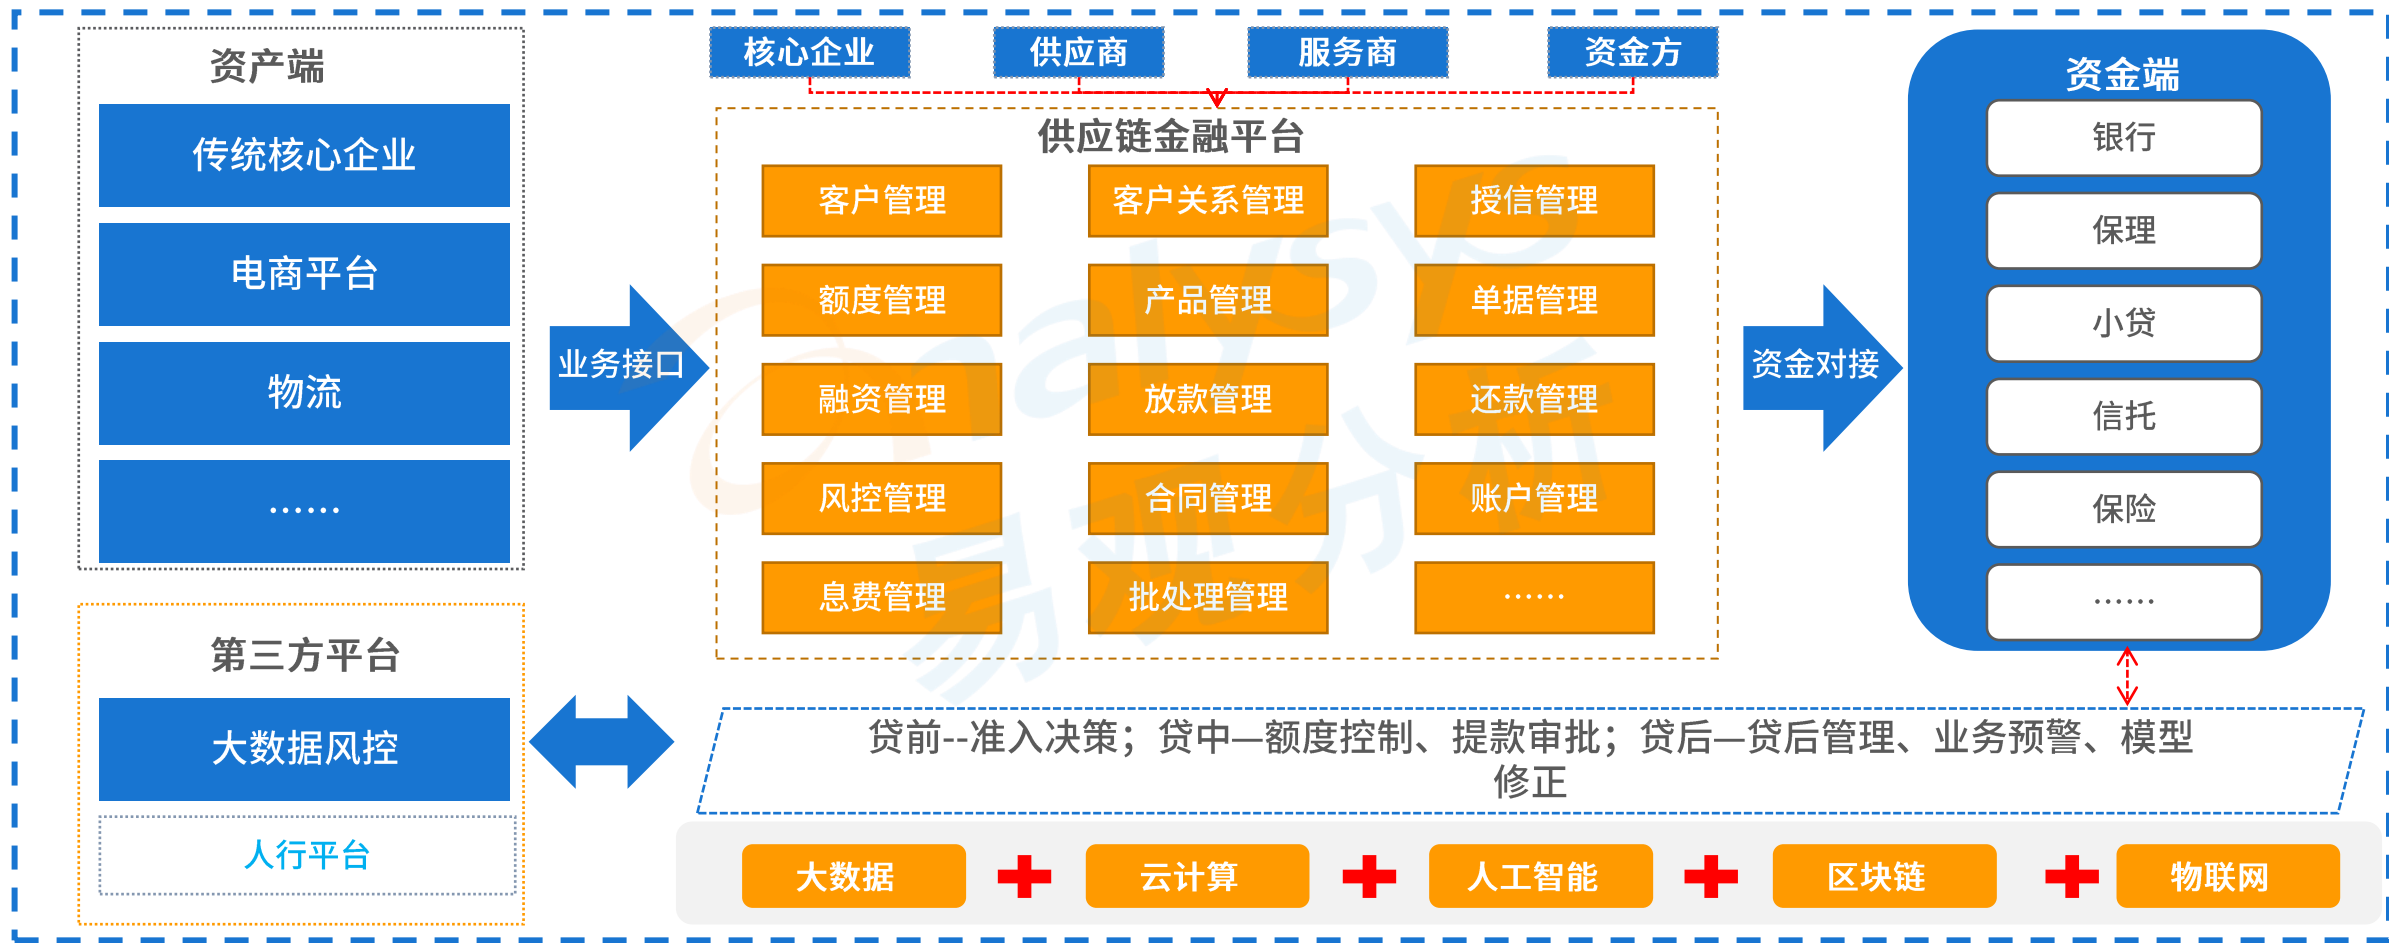 资产端
传统核心企业
电商平台
物流
……
第三方平台
大数据风控
人行平台
业务接口
核心企业
供应商
服务商
资金方
供应链金融平台
客户管理
客户关系管理
授信管理
额度管理
产品管理
单据管理
融资管理
放款管理
还款管理
风控管理
合同管理
账户管理
息费管理
批处理管理
……
资金对接
资金端
银行
保理
小贷
信托
保险
……
贷前--准入决策；贷中—额度控制、提款审批；贷后—贷后管理、业务预警、模型
修正
大数据
云计算
人工智能
区块链
物联网
nalysys
易观分析